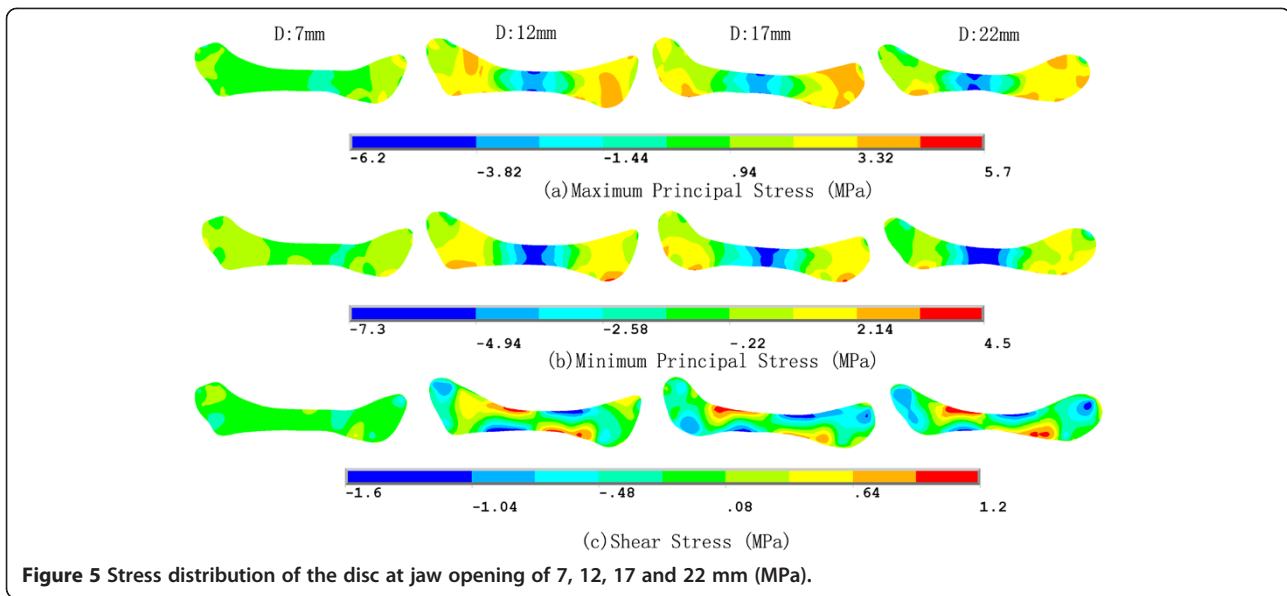 D:7mm D:12mm D:17mm D:22mm
-6.2 -3.82 -1.44 .94 3.32 5.7
(a)Maximum Principal Stress (MPa)
-7.3 -4.94 -2.58 -.22 2.14 4.5
(b)Minimum Principal Stress (MPa)
-1.6 -1.04 -.48 .08 .64 1.2
(c)Shear Stress (MPa)
Figure 5 Stress distribution of the disc at jaw opening of 7, 12, 17 and 22 mm (MPa).